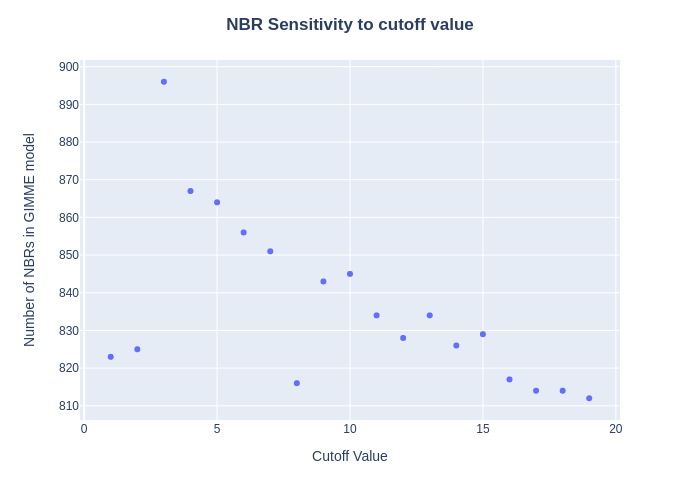 NBR Sensitivity to cutoff value
Number of NBRs in GIMME model
900
890
880
870
860
850
840
830
820
810
0 5 10 15 20
Cutoff Value